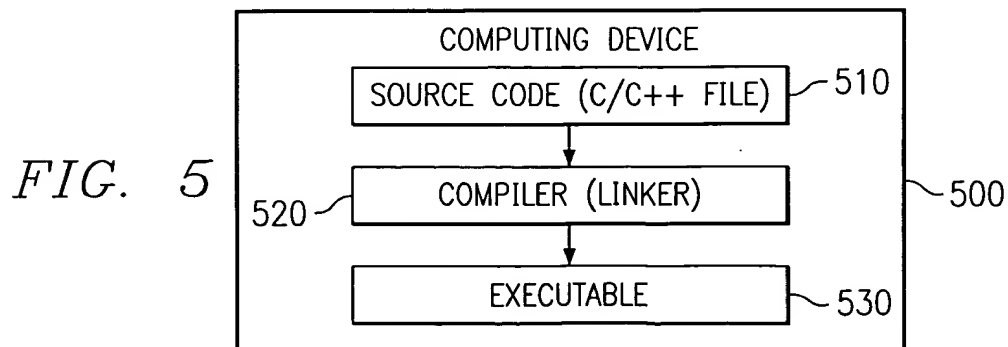 COMPUTING DEVICE
SOURCE CODE (C/C++ FILE)
510
FIG. 5
COMPILER (LINKER)
520
500
EXECUTABLE
530